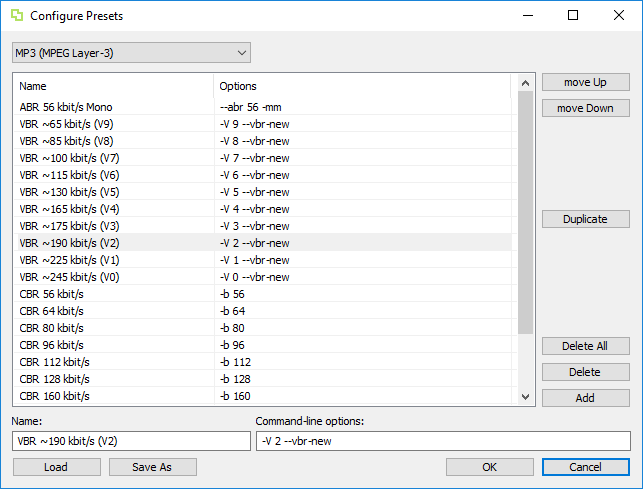 Configure Presets
MP3 (MPEG Layer-3)
Name Options
ABR 56 kbit/s Mono --abr 56 -mm
VBR ~65 kbit/s (V9) -V 9 --vbr-new
VBR ~85 kbit/s (V8) -V 8 --vbr-new
VBR ~100 kbit/s (V7) -V 7 --vbr-new
VBR ~115 kbit/s (V6) -V 6 --vbr-new
VBR ~130 kbit/s (V5) -V 5 --vbr-new
VBR ~165 kbit/s (V4) -V 4 --vbr-new
VBR ~175 kbit/s (V3) -V 3 --vbr-new
VBR ~190 kbit/s (V2) -V 2 --vbr-new
VBR ~225 kbit/s (V1) -V 1 --vbr-new
VBR ~245 kbit/s (V0) -V 0 --vbr-new
CBR 56 kbit/s -b 56
CBR 64 kbit/s -b 64
CBR 80 kbit/s -b 80
CBR 96 kbit/s -b 96
CBR 112 kbit/s -b 112
CBR 128 kbit/s -b 128
CBR 160 kbit/s -b 160
move Up
move Down
Duplicate
Delete All
Delete
Add
Name: Command-line options:
VBR ~190 kbit/s (V2) -V 2 --vbr-new
Load Save As OK Cancel